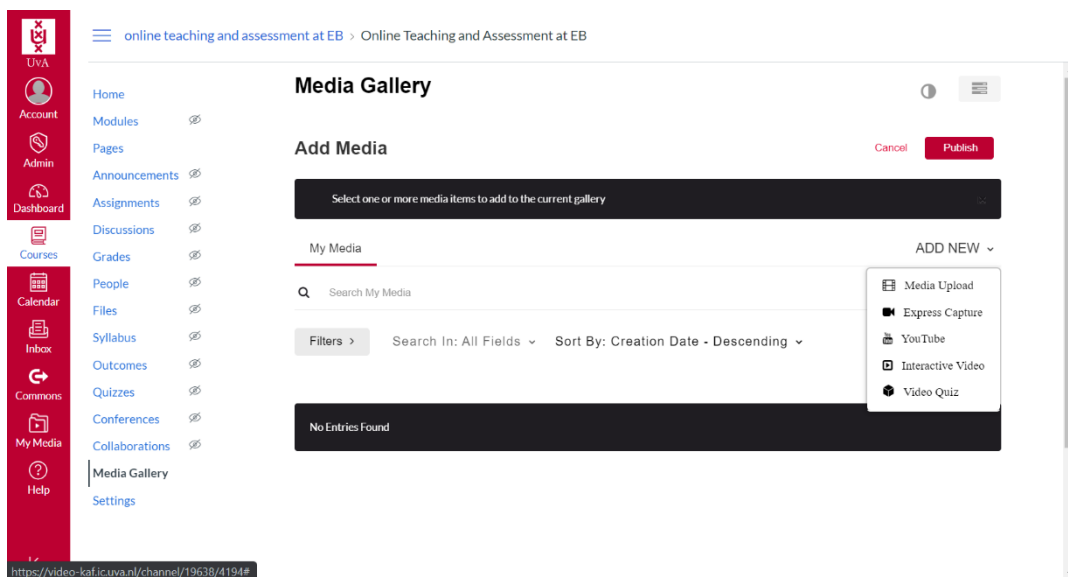 UvA
Account
Admin
Dashboard
Courses
Calendar
Inbox
Commons
My Media
Help
online teaching and assessment at EB > Online Teaching and Assessment at EB
Home
Modules
Pages
Announcements
Assignments
Discussions
Grades
People
Files
Syllabus
Outcomes
Quizzes
Conferences
Collaborations
Media Gallery
Settings
Media Gallery
Add Media
Cancel
Publish
Select one or more media items to add to the current gallery
My Media
ADD NEW
Search My Media
Filters >
Search In: All Fields
Sort By: Creation Date - Descending
Media Upload
Express Capture
YouTube
Interactive Video
Video Quiz
No Entries Found
https://video-kaf.ic.uva.nl/channel/19638/4194#